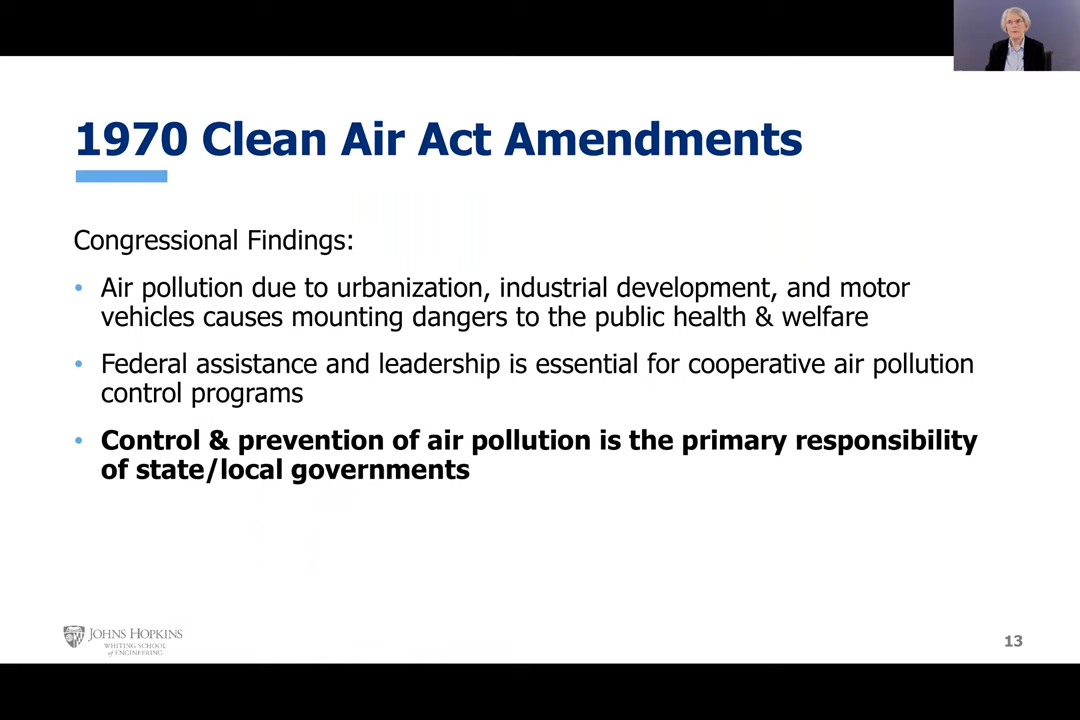 1970 Clean Air Act Amendments
Congressional Findings:
• Air pollution due to urbanization, industrial development, and motor
vehicles causes mounting dangers to the public health & welfare
• Federal assistance and leadership is essential for cooperative air pollution
control programs
• Control & prevention of air pollution is the primary responsibility
of state/local governments
JOHNS HOPKINS
WHITING SCHOOL
of ENGINEERING
13